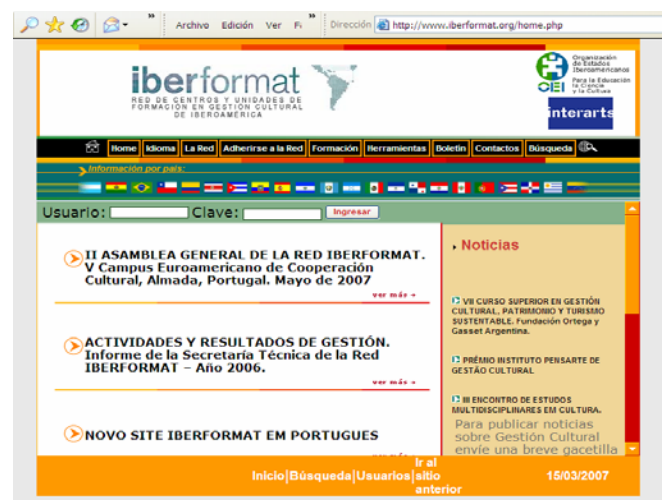 Archivo Edición Ver Fi
Dirección http://www.iberformat.org/home.php
iberformat
RED DE CENTROS Y UNIDADES DE
FORMACIÓN EN GESTIÓN CULTURAL
DE IBEROAMÉRICA
Organización
de Estados
Iberoamericanos
Para la Educación
la Ciencia
y la Cultura
OEI
interarts
Home Idioma La Red Adherirse a la Red Formación Herramientas Boletin Contactos Búsqueda
Información por país:
Usuario: Clave: Ingresar
II ASAMBLEA GENERAL DE LA RED IBERFORMAT.
V Campus Euroamericano de Cooperación
Cultural, Almada, Portugal. Mayo de 2007
ver más
ACTIVIDADES Y RESULTADOS DE GESTIÓN.
Informe de la Secretaría Técnica de la Red
IBERFORMAT – Año 2006.
ver más
NOVO SITE IBERFORMAT EM PORTUGUES
Noticias
VII CURSO SUPERIOR EN GESTIÓN
CULTURAL, PATRIMONIO Y TURISMO
SUSTENTABLE. Fundación Ortega y
Gasset Argentina.
PRÉMIO INSTITUTO PENSARTE DE
GESTÃO CULTURAL
III ENCONTRO DE ESTUDOS
MULTIDISCIPLINARES EM CULTURA.
Para publicar noticias
sobre Gestión Cultural
envíe una breve gacetilla
Inicio|Búsqueda|Usuarios|Ir al
sitio
anterior
15/03/2007